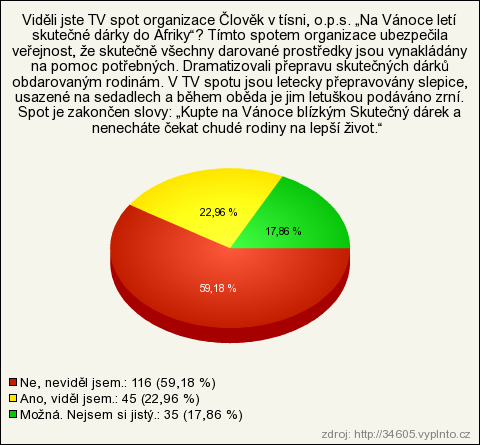 Viděli jste TV spot organizace Člověk v tísni, o.p.s. „Na Vánoce letí
skutečné dárky do Afriky“? Tímto spotem organizace ubezpečila
veřejnost, že skutečně všechny darované prostředky jsou vynakládány
na pomoc potřebných. Dramatizovali přepravu skutečných dárků
obdarovaným rodinám. V TV spotu jsou letecky přepravovány slepice,
usazené na sedadlech a během oběda je jim letuškou podáváno zrní.
Spot je zakončen slovy: „Kupte na Vánoce blízkým Skutečný dárek a
nenecháte čekat chudé rodiny na lepší život.“
22,96 %
17,86 %
59,18 %
Ne, neviděl jsem.: 116 (59,18 %)
Ano, viděl jsem.: 45 (22,96 %)
Možná. Nejsem si jistý.: 35 (17,86 %)
zdroj: http://34605.vyplnto.cz